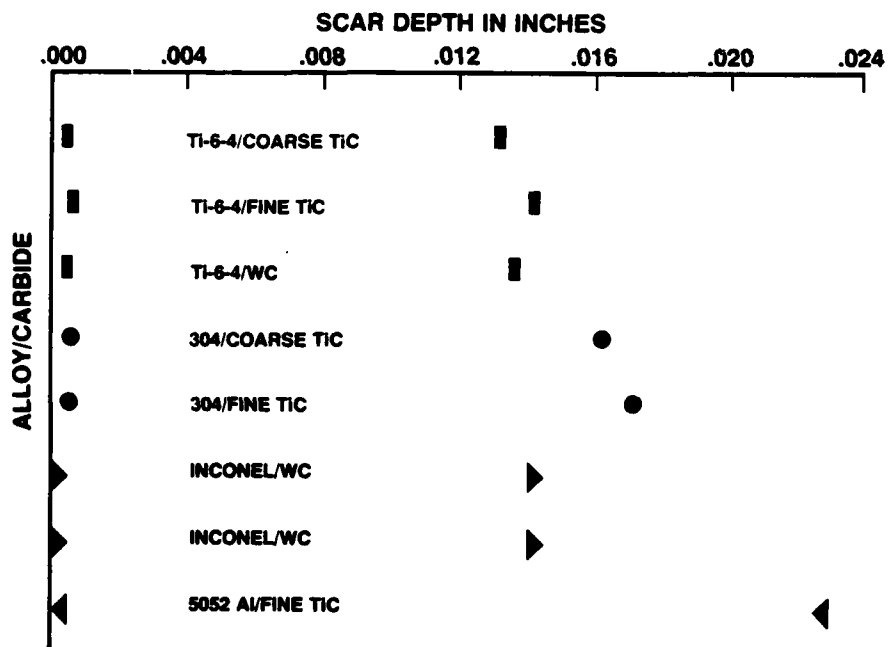 SCAR DEPTH IN INCHES
.000 .004 .008 .012 .016 .020 .024
ALLOY/CARBIDE
Ti-6-4/COARSE TiC
Ti-6-4/FINE TiC
Ti-6-4/WC
304/COARSE TiC
304/FINE TiC
INCONEL/WC
INCONEL/WC
5052 Al/FINE TiC